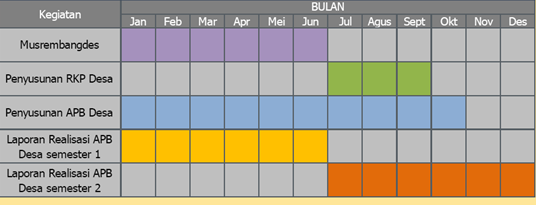 Kegiatan
BULAN
Jan Feb Mar Apr Mei Jun Jul Agus Sept Okt Nov Des
Musrembangdes
Penyusunan RKP Desa
Penyusunan APB Desa
Laporan Realisasi APB
Desa semester 1
Laporan Realisasi APB
Desa semester 2